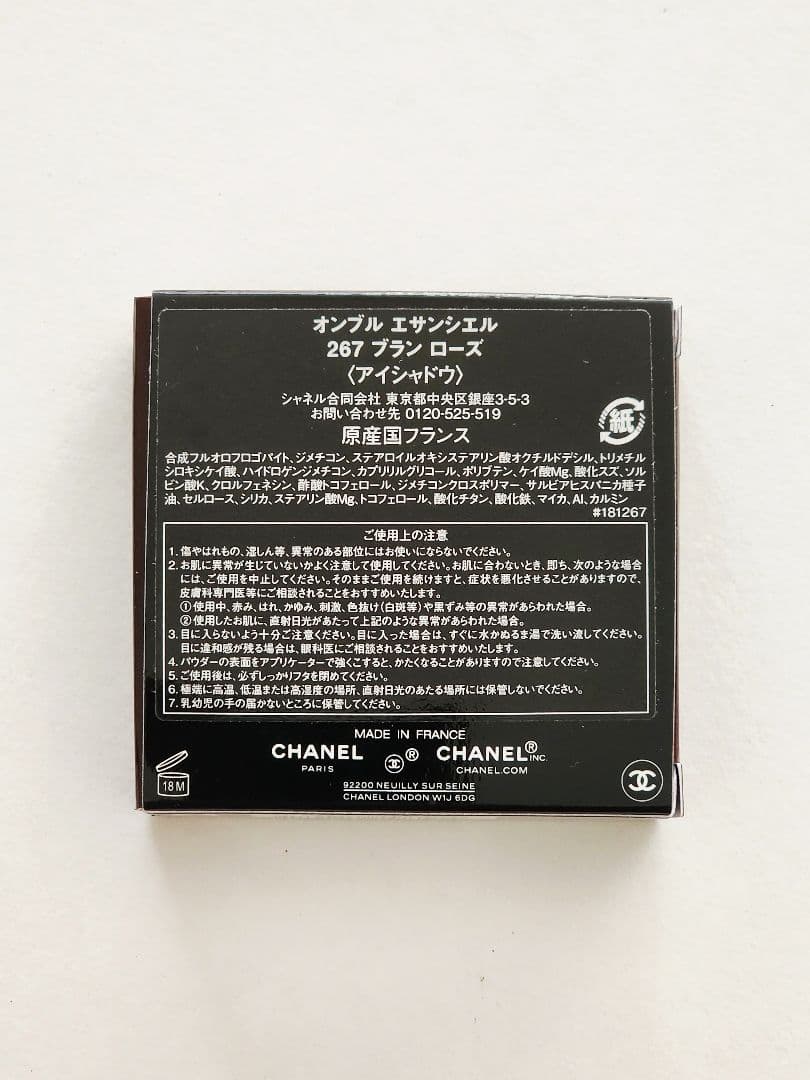 オンブル エサンシエル
267 ブラン ローズ
〈アイシャドウ〉
シャネル合同会社 東京都中央区銀座3-5-3
お問い合わせ先 0120-525-519
原産国フランス
紙
合成フルオロフロゴパイト、ジメチコン、ステアロイルオキシステアリン酸オクチルドデシル、トリメチル
シロキシケイ酸、ハイドロゲンジメチコン、カプリリルグリコール、ポリブテン、ケイ酸Mg、酸化スズ、ソル
ビン酸K、クロルフェネシン、酢酸トコフェロール、ジメチコンクロスポリマー、サルビアヒスパニカ種子
油、セルロース、シリカ、ステアリン酸Mg、トコフェロール、酸化チタン、酸化鉄、マイカ、Al、カルミン
#181267
ご使用上の注意
1. 傷やはれもの、湿しん等、異常のある部位にはお使いにならないでください。
2. お肌に異常が生じていないかよく注意して使用してください。お肌に合わないとき、即ち、次のような場合
には、ご使用を中止してください。そのままご使用を続けますと、症状を悪化させることがありますので、
皮膚科専門医等にご相談されることをおすすめいたします。
①使用中、赤み、はれ、かゆみ、刺激、色抜け(白斑等)や黒ずみ等の異常があらわれた場合。
②使用したお肌に、直射日光があたって上記のような異常があらわれた場合。
3. 目に入らないよう十分ご注意ください。目に入った場合は、すぐに水かぬるま湯で洗い流してください。
目に違和感が残る場合は、眼科医にご相談されることをおすすめいたします。
4. パウダーの表面をアプリケーターで強くこすると、かたくなることがありますので注意してください。
5. ご使用後は、必ずしっかりフタを閉めてください。
6. 極端に高温、低温または高湿度の場所、直射日光のあたる場所には保管しないでください。
7. 乳幼児の手の届かないところに保管してください。
MADE IN FRANCE
CHANEL ® CHANEL® INC.
PARIS CHANEL.COM
92200 NEUILLY SUR SEINE
CHANEL LONDON W1J 6DG
18 M